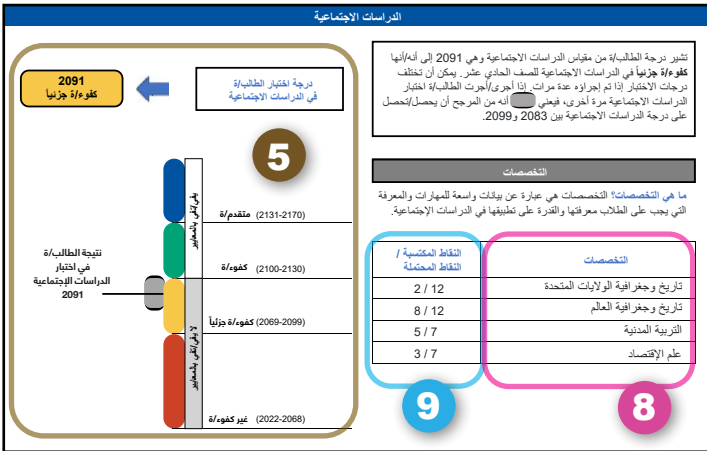 الدراسات الاجتماعية
تشير درجة الطالب/ة من مقياس الدراسات الاجتماعية وهي 2091 إلى أنه/أنها
كفوء/ة جزئياً في الدراسات الاجتماعية للصف الحادي عشر. يمكن أن تختلف
درجات الاختبار إذا تم إجراؤه عدة مرات. إذا أجرى/أجرت الطالب/ة اختبار
الدراسات الاجتماعية مرة أخرى، فيعني أنه من المرجح أن يحصل/تحصل
على درجة الدراسات الاجتماعية بين 2083 و2099.
التخصصات
ما هي التخصصات؟ التخصصات هي عبارة عن بيانات واسعة للمهارات والمعرفة
التي يجب على الطلاب معرفتها والقدرة على تطبيقها في الدراسات الإجتماعية.
التخصصات
النقاط المكتسبة /
النقاط المحتملة
تاريخ وجغرافية الولايات المتحدة
2 / 12
تاريخ وجغرافية العالم
8 / 12
التربية المدنية
5 / 7
علم الإقتصاد
3 / 7
8
9
درجة اختبار الطالب/ة
في الدراسات الاجتماعية
2091
كفوء/ة جزئياً
5
يفي/تفي بالمعايير
لا يفي/تفي بالمعايير
(2131-2170) متقدم/ة
(2100-2130) كفوء/ة
(2069-2099) كفوء/ة جزئياً
(2022-2068) غير كفوء/ة
نتيجة الطالب/ة
في اختبار
الدراسات الإجتماعية
2091